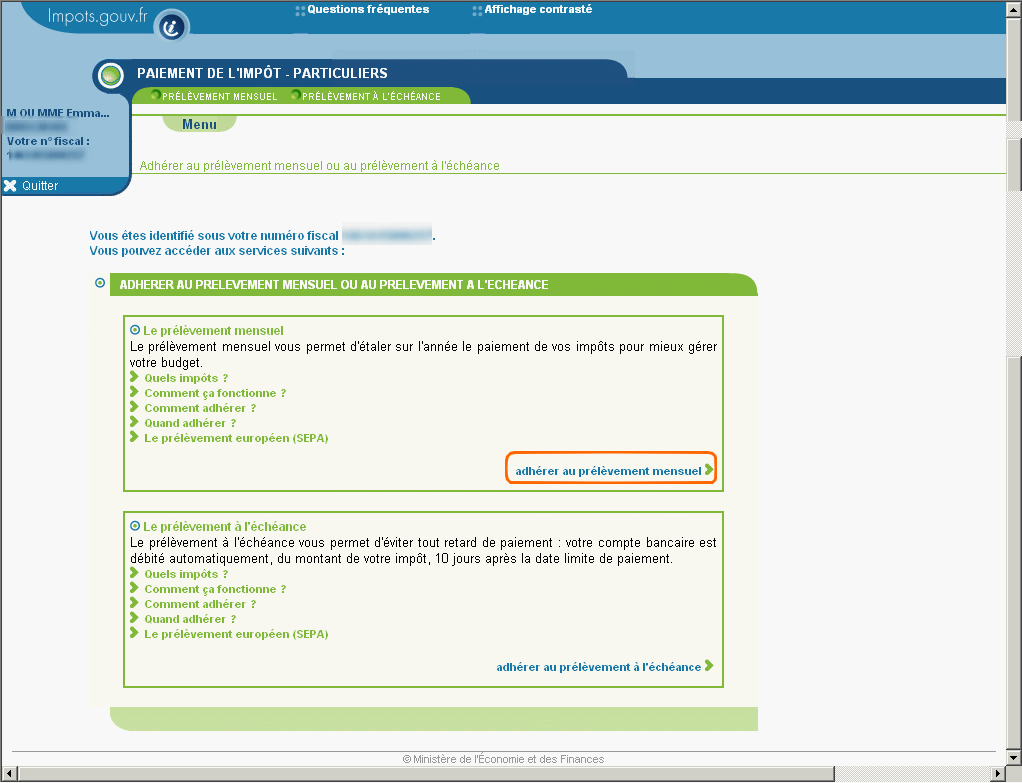 Impots.gouv.fr
Questions fréquentes
Affichage contrasté
PAIEMENT DE L'IMPÔT - PARTICULIERS
PRÉLÈVEMENT MENSUEL
PRÉLÈVEMENT À L'ÉCHÉANCE
M OU MME Emma...
Votre n° fiscal :
Quitter
Menu
Adhérer au prélèvement mensuel ou au prélèvement à l'échéance
Vous êtes identifié sous votre numéro fiscal
Vous pouvez accéder aux services suivants :
ADHERER AU PRELEVEMENT MENSUEL OU AU PRELEVEMENT A L'ECHEANCE
Le prélèvement mensuel
Le prélèvement mensuel vous permet d'étaler sur l'année le paiement de vos impôts pour mieux gérer
votre budget.
Quels impôts ?
Comment ça fonctionne ?
Comment adhérer ?
Quand adhérer ?
Le prélèvement européen (SEPA)
adhérer au prélèvement mensuel
Le prélèvement à l'échéance
Le prélèvement à l'échéance vous permet d'éviter tout retard de paiement : votre compte bancaire est
débité automatiquement, du montant de votre impôt, 10 jours après la date limite de paiement.
Quels impôts ?
Comment ça fonctionne ?
Comment adhérer ?
Quand adhérer ?
Le prélèvement européen (SEPA)
adhérer au prélèvement à l'échéance
© Ministère de l'Économie et des Finances